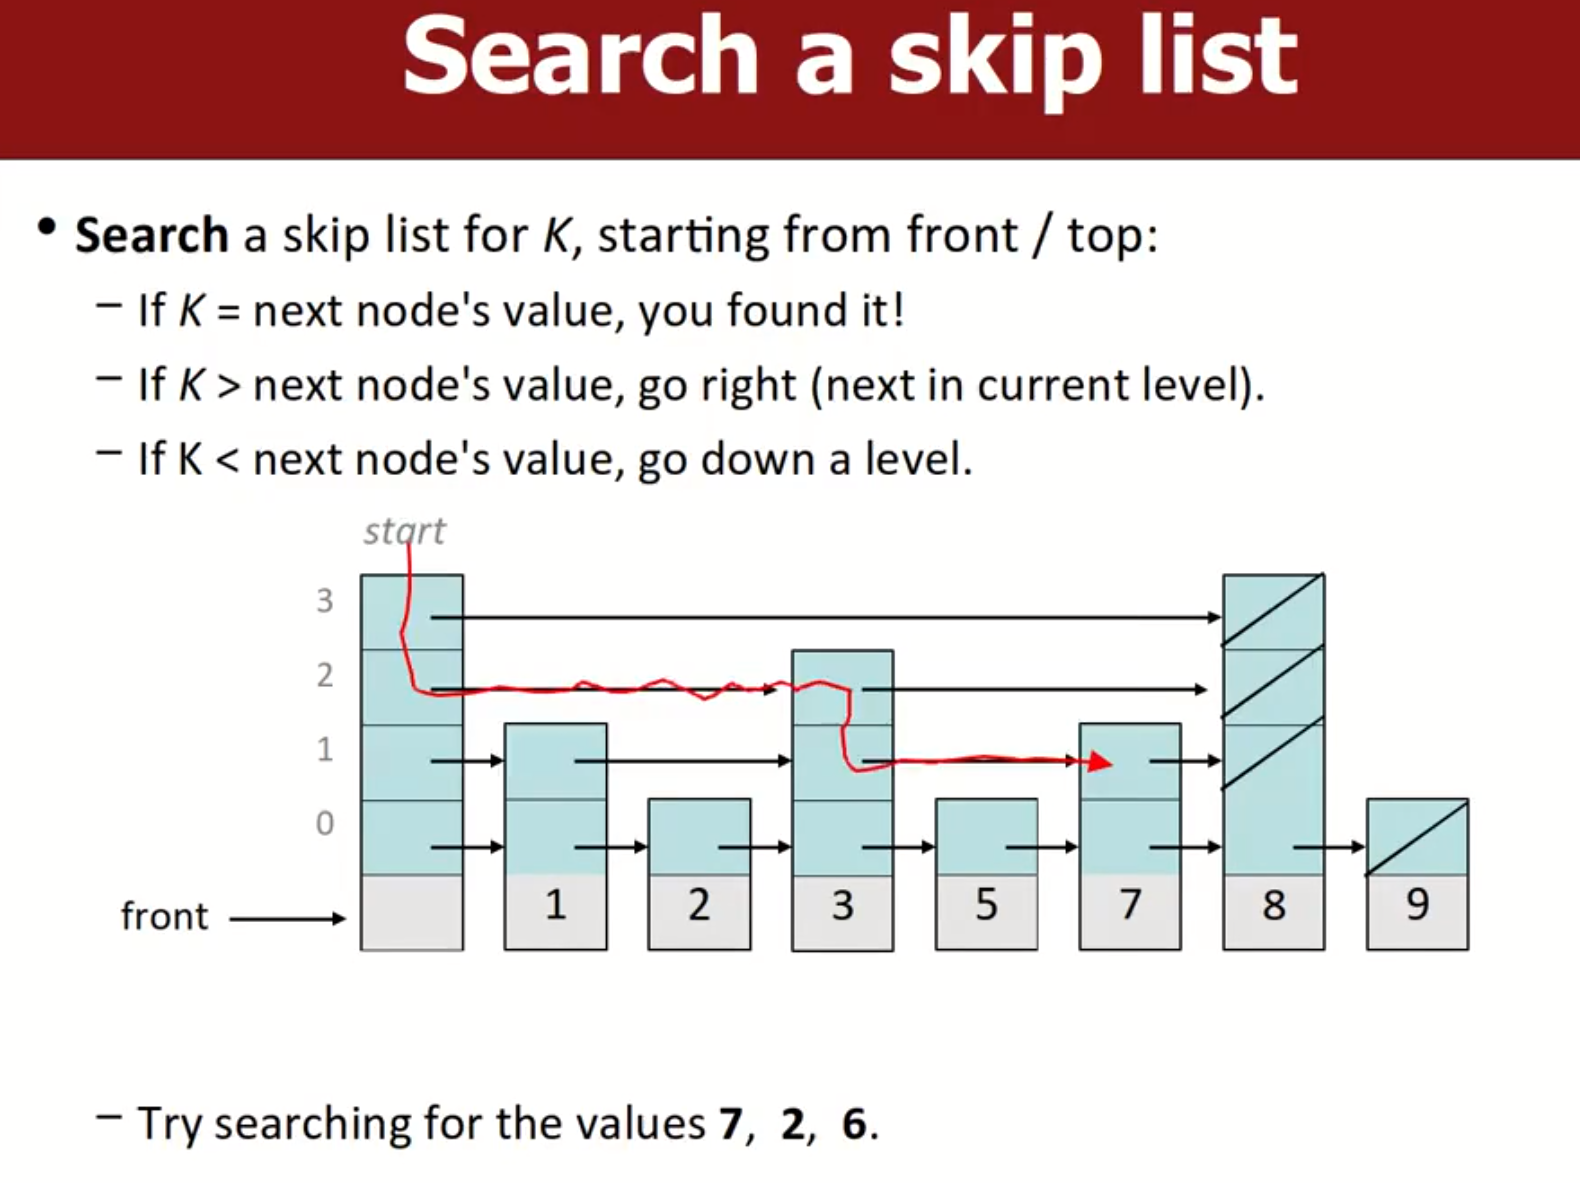 Search a skip list
• Search a skip list for K, starting from front / top:
– If K = next node's value, you found it!
– If K > next node's value, go right (next in current level).
– If K < next node's value, go down a level.
start
3
2
1
0
front
1 2 3 5 7 8 9
– Try searching for the values 7, 2, 6.